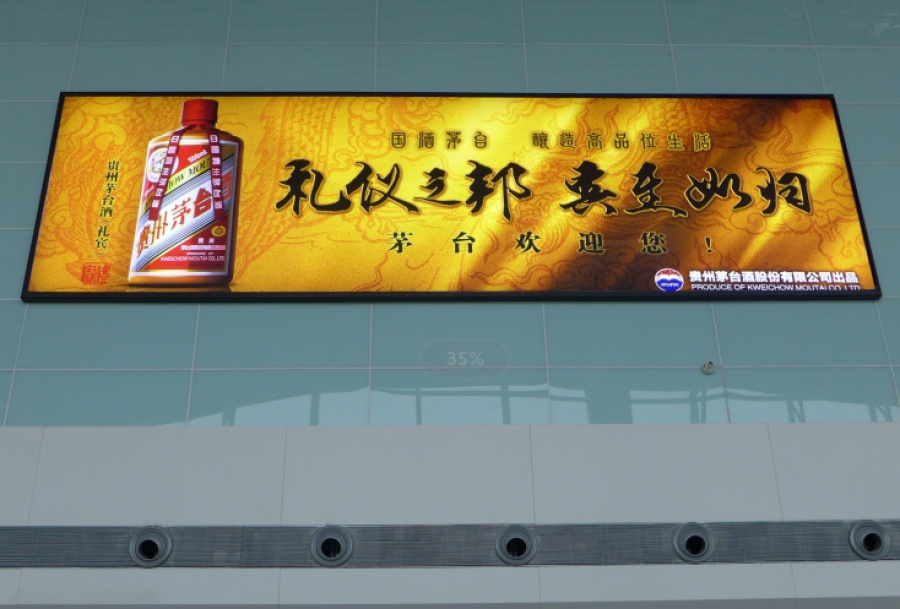 国酒茅台 酿造高品位生活
礼仪之邦 宾至如归
茅台欢迎您！
贵州茅台酒（礼宾）
贵州茅台
KWEICHOW MOUTAI CO.,LTD
贵州茅台酒股份有限公司出品
PRODUCE OF KWEICHOW MOUTAI CO.,LTD
35%